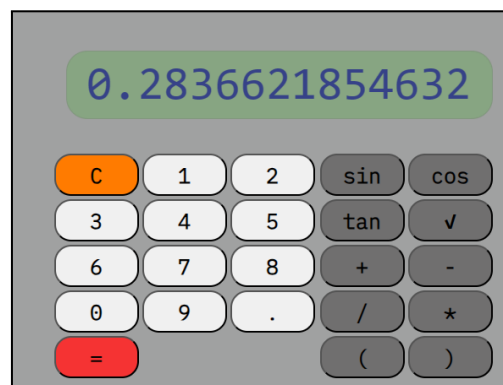 0.2836621854632
C 1 2 sin cos
3 4 5 tan √
6 7 8 + -
0 9 . / *
= ( )